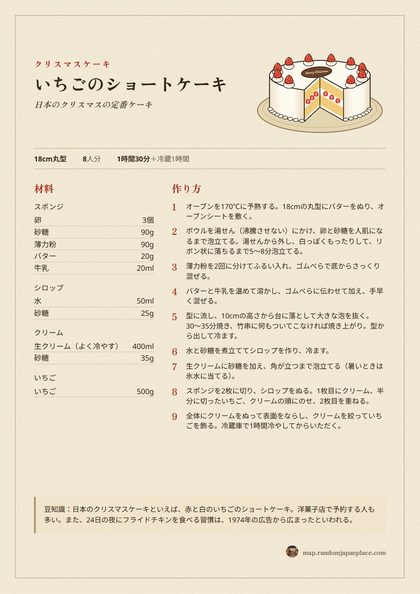 クリスマスケーキ
いちごのショートケーキ
日本のクリスマスの定番ケーキ
18cm丸型 8人分 1時間30分＋冷蔵1時間
材料
スポンジ
卵 3個
砂糖 90g
薄力粉 90g
バター 20g
牛乳 20ml
シロップ
水 50ml
砂糖 25g
クリーム
生クリーム（よく冷やす） 400ml
砂糖 35g
いちご
いちご 500g
作り方
1 オーブンを170℃に予熱する。18cmの丸型にバターをぬり、オ
ーブンシートを敷く。
2 ボウルを湯せん（沸騰させない）にかけ、卵と砂糖を人肌にな
るまで泡立てる。湯せんから外し、白っぽくもったりして、リ
ボン状に落ちるまで5〜8分泡立てる。
3 薄力粉を2回に分けてふるい入れ、ゴムべらで底からさっくり
混ぜる。
4 バターと牛乳を温めて溶かし、ゴムべらに伝わせて加え、手早
く混ぜる。
5 型に流し、10cmの高さから台に落として大きな泡を抜く。
30〜35分焼き、竹串に何もついてこなければ焼き上がり。型か
ら出して冷ます。
6 水と砂糖を煮立ててシロップを作り、冷ます。
7 生クリームに砂糖を加え、角が立つまで泡立てる（暑いときは
氷水に当てる）。
8 スポンジを2枚に切り、シロップをぬる。1枚目にクリーム、半
分に切ったいちご、クリームの順にのせ、2枚目を重ねる。
9 全体にクリームをぬって表面をならし、クリームを絞っていち
ごを飾る。冷蔵庫で1時間冷やしてからいただく。
豆知識：日本のクリスマスケーキといえば、赤と白のいちごのショートケーキ。洋菓子店で予約する人も
多い。また、24日の夜にフライドチキンを食べる習慣は、1974年の広告から広まったといわれる。
map.randomjapanplace.com